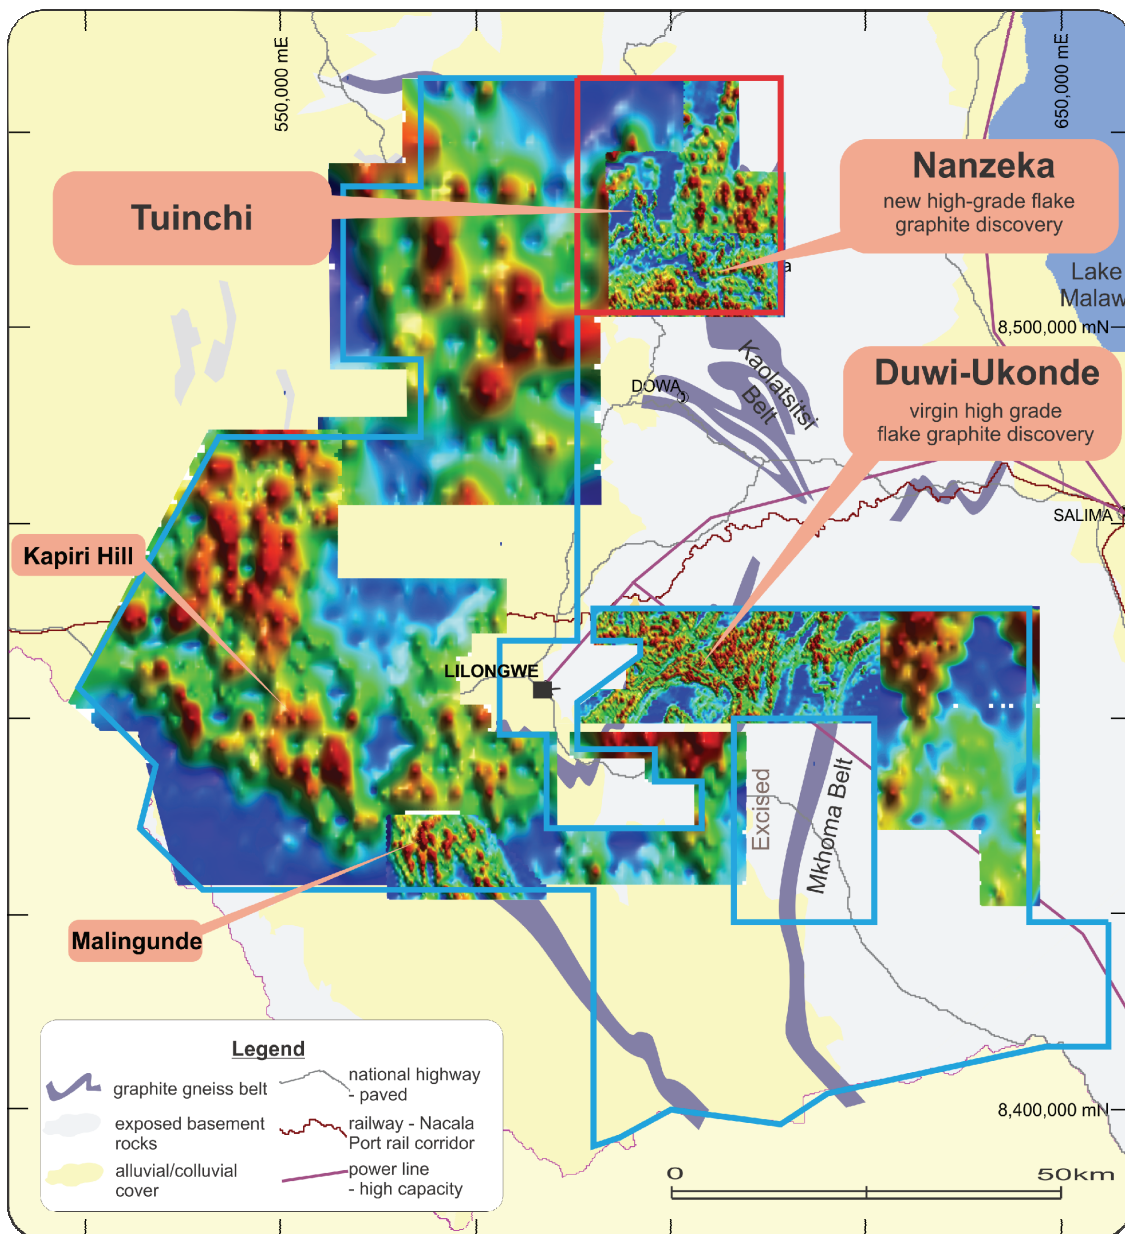 550,000 mE
650,000 mE
Tuinchi
Nanzeka
new high-grade flake
graphite discovery
a
Lake
Malaw
8,500,000 mN
Kaolatsitsi
Belt
DOWA
Duwi-Ukonde
virgin high grade
flake graphite discovery
SALIMA
Kapiri Hill
LILONGWE
Excised
Mkhoma Belt
Malingunde
Legend
graphite gneiss belt
exposed basement
rocks
alluvial/colluvial
cover
national highway
- paved
railway - Nacala
Port rail corridor
power line
- high capacity
8,400,000 mN
0
50km